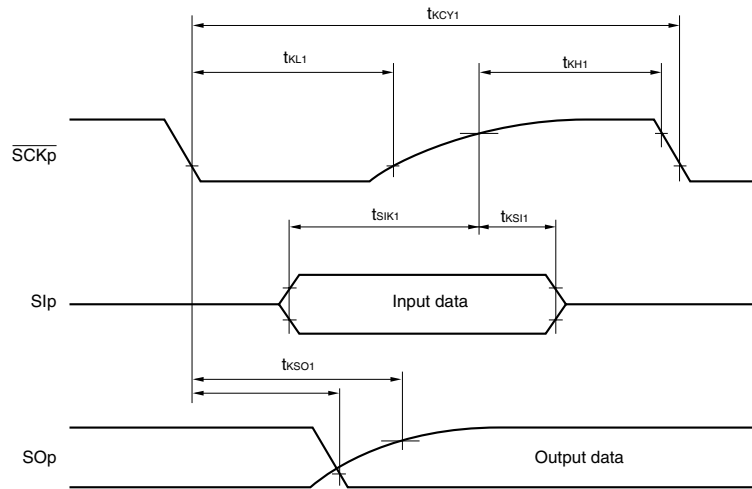 tKCY1
tKL1
tKH1
SCKp
tSIK1
tKSI1
SIp
Input data
tKSO1
SOp
Output data